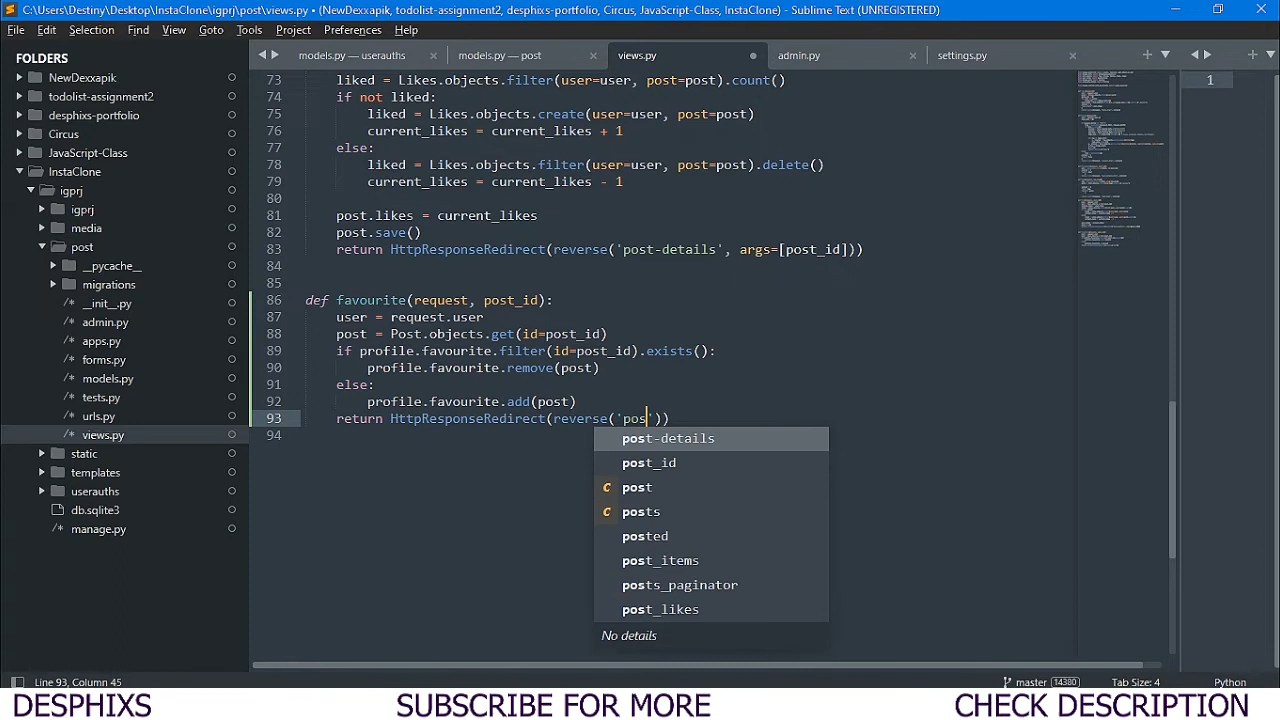 C:\Users\Destiny\Desktop\InstaClone\igprj\post\views.py • (NewDexxapik, todolist-assignment2, desphixs-portfolio, Circus, JavaScript-Class, InstaClone) - Sublime Text (UNREGISTERED)
File Edit Selection Find View Goto Tools Project Preferences Help
FOLDERS
NewDexxapik
todolist-assignment2
desphixs-portfolio
Circus
JavaScript-Class
InstaClone
igprj
igprj
media
post
__pycache__
migrations
/* __init__.py
/* admin.py
/* apps.py
/* forms.py
/* models.py
/* tests.py
/* urls.py
/* views.py
static
templates
userauths
db.sqlite3
/* manage.py
models.py — userauths × models.py — post × views.py admin.py × settings.py ×
73 liked = Likes.objects.filter(user=user, post=post).count()
74 if not liked:
75 liked = Likes.objects.create(user=user, post=post)
76 current_likes = current_likes + 1
77 else:
78 liked = Likes.objects.filter(user=user, post=post).delete()
79 current_likes = current_likes - 1
80
81 post.likes = current_likes
82 post.save()
83 return HttpResponseRedirect(reverse('post-details', args=[post_id]))
84
85
86 def favourite(request, post_id):
87 user = request.user
88 post = Post.objects.get(id=post_id)
89 if profile.favourite.filter(id=post_id).exists():
90 profile.favourite.remove(post)
91 else:
92 profile.favourite.add(post)
93 return HttpResponseRedirect(reverse('pos'))
94
post-details
post_id
c post
c posts
posted
post_items
posts_paginator
post_likes
No details
1
Line 93, Column 45
master 14380 Tab Size: 4 Python
DESPHIXS SUBSCRIBE FOR MORE CHECK DESCRIPTION